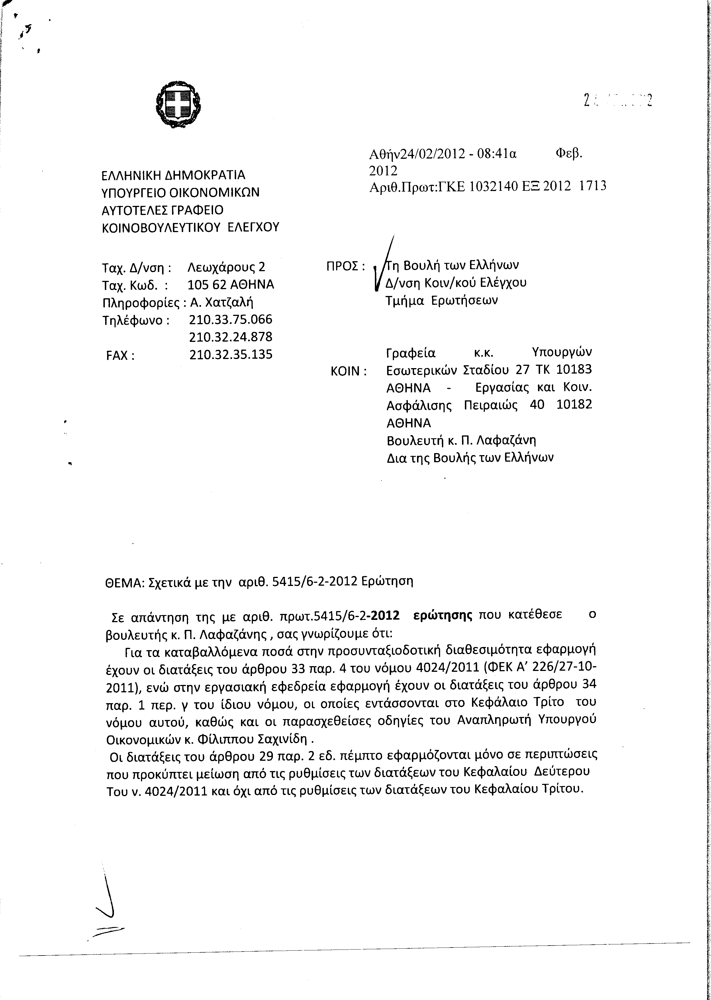 Αθήν24/02/2012 - 08:41α Φεβ.
2012
Αριθ.Πρωτ:ΓΚΕ 1032140 ΕΞ 2012 1713
ΕΛΛΗΝΙΚΗ ΔΗΜΟΚΡΑΤΙΑ
ΥΠΟΥΡΓΕΙΟ ΟΙΚΟΝΟΜΙΚΩΝ
ΑΥΤΟΤΕΛΕΣ ΓΡΑΦΕΙΟ
ΚΟΙΝΟΒΟΥΛΕΥΤΙΚΟΥ ΕΛΕΓΧΟΥ
Ταχ. Δ/νση : Λεωχάρους 2
Ταχ. Κωδ. : 105 62 ΑΘΗΝΑ
Πληροφορίες : Α. Χατζαλή
Τηλέφωνο : 210.33.75.066
210.32.24.878
FAX : 210.32.35.135
ΠΡΟΣ : Τη Βουλή των Ελλήνων
Δ/νση Κοιν/κού Ελέγχου
Τμήμα Ερωτήσεων
Γραφεία κ.κ. Υπουργών
ΚΟΙΝ : Εσωτερικών Σταδίου 27 ΤΚ 10183
ΑΘΗΝΑ - Εργασίας και Κοιν.
Ασφάλισης Πειραιώς 40 10182
ΑΘΗΝΑ
Βουλευτή κ. Π. Λαφαζάνη
Δια της Βουλής των Ελλήνων
ΘΕΜΑ: Σχετικά με την αριθ. 5415/6-2-2012 Ερώτηση
Σε απάντηση της με αριθ. πρωτ.5415/6-2-2012 ερώτησης που κατέθεσε ο
βουλευτής κ. Π. Λαφαζάνης , σας γνωρίζουμε ότι:
Για τα καταβαλλόμενα ποσά στην προσυνταξιοδοτική διαθεσιμότητα εφαρμογή
έχουν οι διατάξεις του άρθρου 33 παρ. 4 του νόμου 4024/2011 (ΦΕΚ Α’ 226/27-10-
2011), ενώ στην εργασιακή εφεδρεία εφαρμογή έχουν οι διατάξεις του άρθρου 34
παρ. 1 περ. γ του ίδιου νόμου, οι οποίες εντάσσονται στο Κεφάλαιο Τρίτο του
νόμου αυτού, καθώς και οι παρασχεθείσες οδηγίες του Αναπληρωτή Υπουργού
Οικονομικών κ. Φίλιππου Σαχινίδη .
Οι διατάξεις του άρθρου 29 παρ. 2 εδ. πέμπτο εφαρμόζονται μόνο σε περιπτώσεις
που προκύπτει μείωση από τις ρυθμίσεις των διατάξεων του Κεφαλαίου Δεύτερου
Του ν. 4024/2011 και όχι από τις ρυθμίσεις των διατάξεων του Κεφαλαίου Τρίτου.